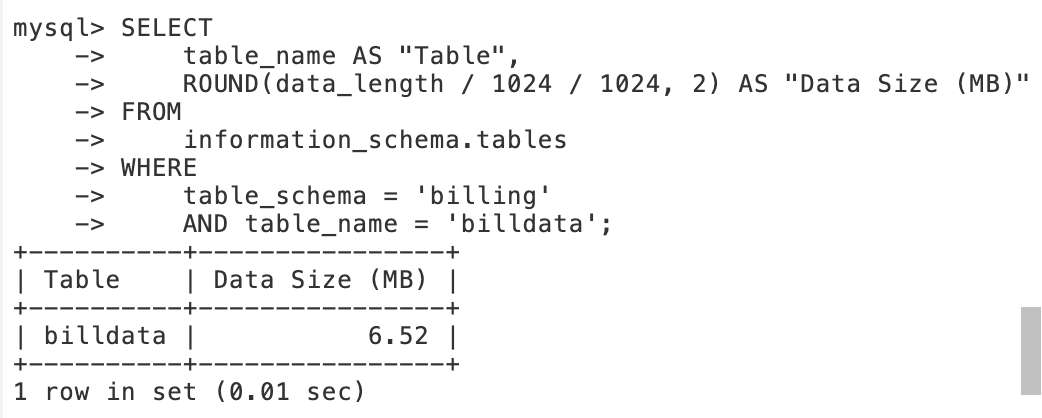 mysql> SELECT
    ->     table_name AS "Table",
    ->     ROUND(data_length / 1024 / 1024, 2) AS "Data Size (MB)"
    -> FROM
    ->     information_schema.tables
    -> WHERE
    ->     table_schema = 'billing'
    ->     AND table_name = 'billdata';
+----------+----------------+
| Table    | Data Size (MB) |
+----------+----------------+
| billdata |           6.52 |
+----------+----------------+
1 row in set (0.01 sec)